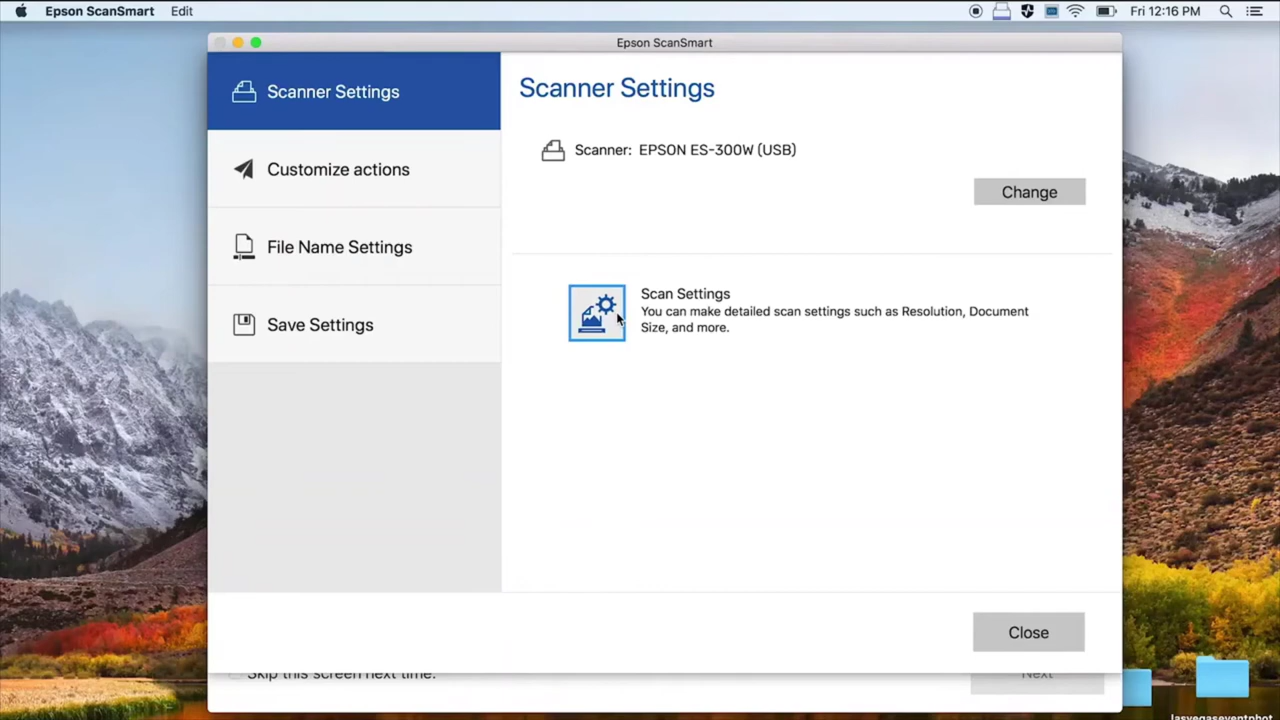 Epson ScanSmart Edit Fri 12:16 PM
Epson ScanSmart
Scanner Settings
Customize actions
File Name Settings
Save Settings
Scanner Settings
Scanner: EPSON ES-300W (USB)
Change
Scan Settings
You can make detailed scan settings such as Resolution, Document
Size, and more.
Close
Skip this screen next time.
Next
lasvegaseventphot